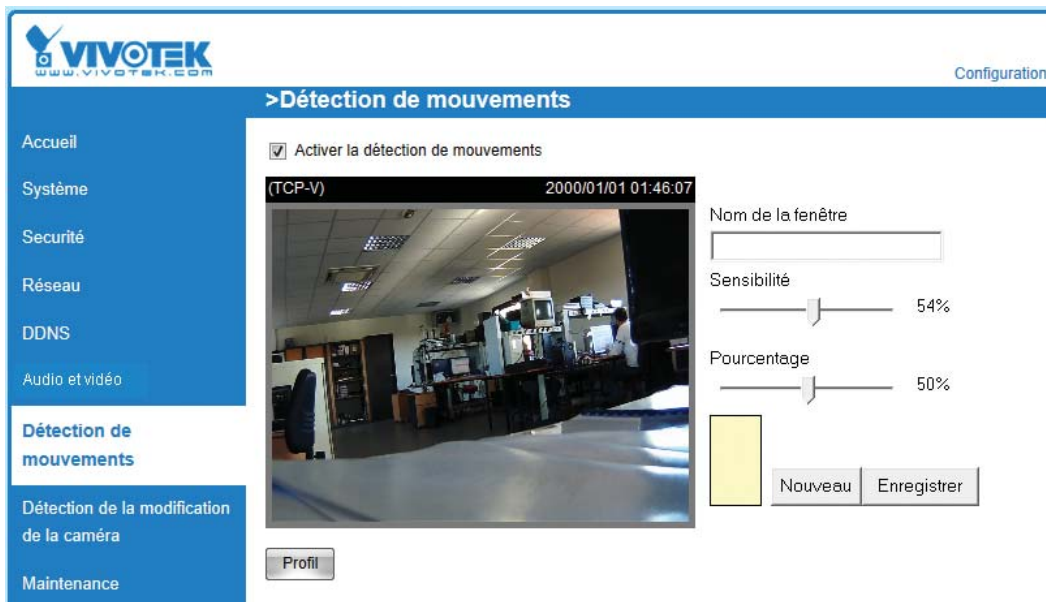 VIVOTEK
www.vivotek.com
Configuration
>Détection de mouvements
Accueil
Système
Securité
Réseau
DDNS
Audio et vidéo
Détection de
mouvements
Détection de la modification
de la caméra
Maintenance
Activer la détection de mouvements
(TCP-V) 2000/01/01 01:46:07
Nom de la fenêtre
Sensibilité
54%
Pourcentage
50%
Nouveau Enregistrer
Profil